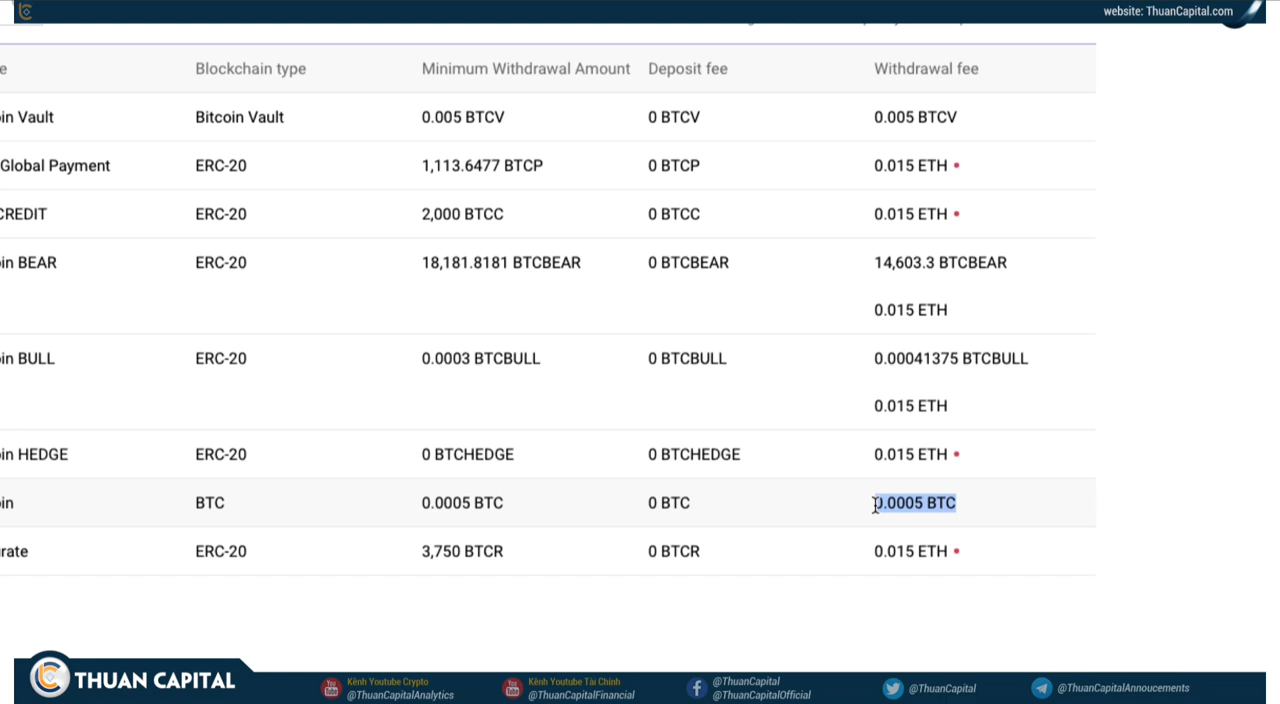 website: ThuanCapital.com
e Blockchain type Minimum Withdrawal Amount Deposit fee Withdrawal fee
in Vault Bitcoin Vault 0.005 BTCV 0 BTCV 0.005 BTCV
Global Payment ERC-20 1,113.6477 BTCP 0 BTCP 0.015 ETH
CREDIT ERC-20 2,000 BTCC 0 BTCC 0.015 ETH
in BEAR ERC-20 18,181.8181 BTCBEAR 0 BTCBEAR 14,603.3 BTCBEAR
0.015 ETH
in BULL ERC-20 0.0003 BTCBULL 0 BTCBULL 0.00041375 BTCBULL
0.015 ETH
in HEDGE ERC-20 0 BTCHEDGE 0 BTCHEDGE 0.015 ETH
in BTC 0.0005 BTC 0 BTC 0.0005 BTC
rate ERC-20 3,750 BTCR 0 BTCR 0.015 ETH
THUAN CAPITAL
Kênh Youtube Crypto
@ThuanCapitalAnalytics
Kênh Youtube Tài Chính
@ThuanCapitalFinancial
@ThuanCapital
@ThuanCapitalOfficial
@ThuanCapital
@ThuanCapitalAnnoucements